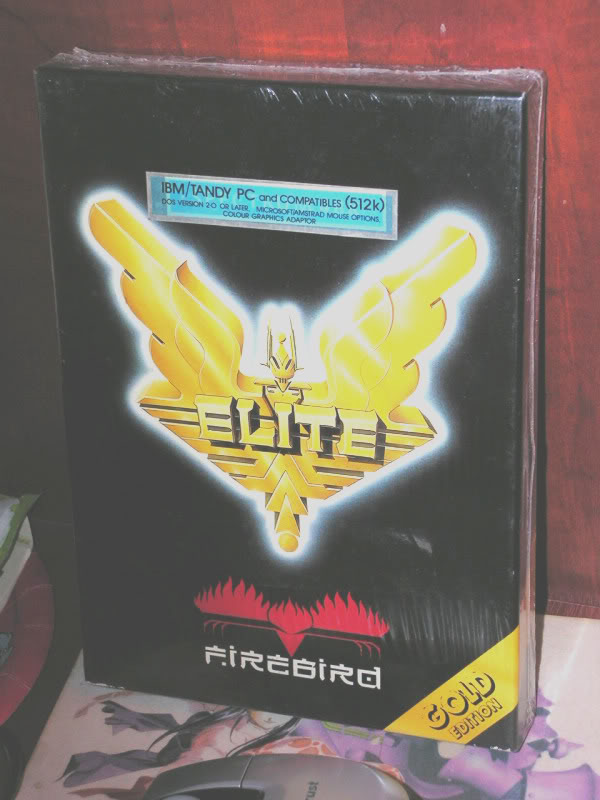 IBM/TANDY PC and COMPATIBLES (512k)
DOS VERSION 2·0 OR LATER. MICROSOFT/AMSTRAD MOUSE OPTIONS,
COLOUR GRAPHICS ADAPTOR
ELITE
FIREBIRD
GOLD
EDITION
trust